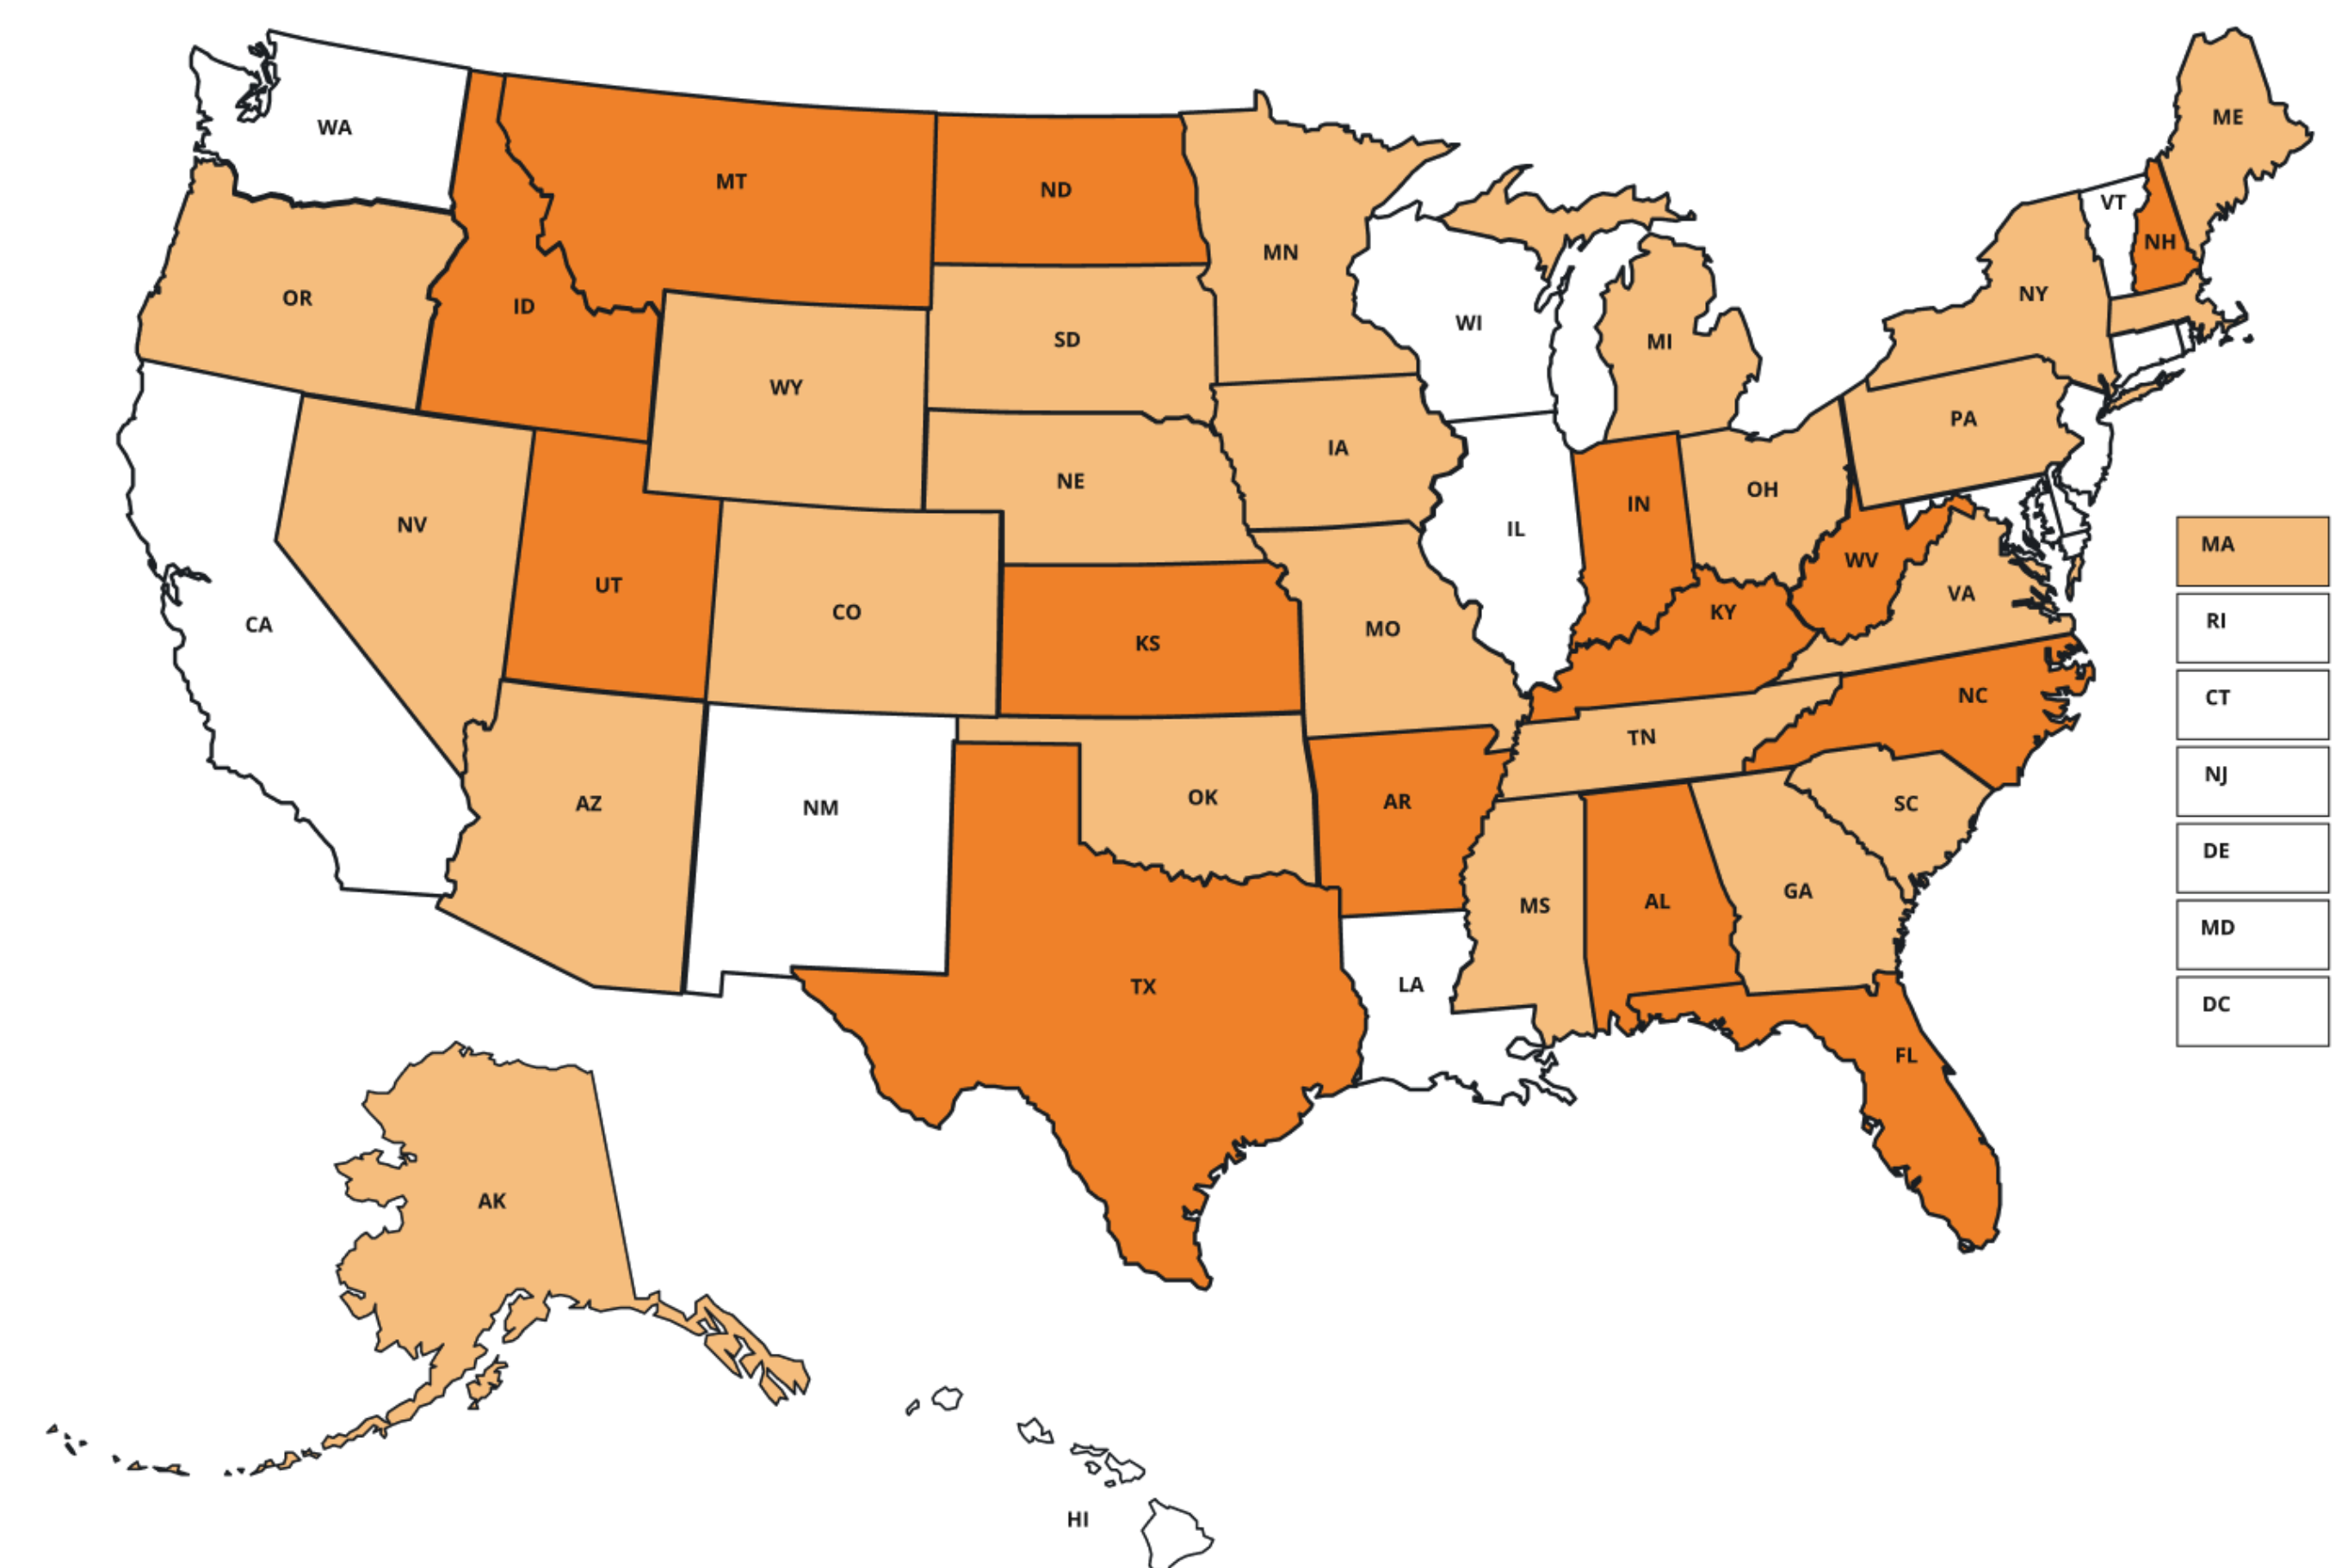 WA
MT
ND
ME
VT
NH
MN
OR
ID
NY
SD
WI
MI
WY
PA
IA
NE
OH
IN
NV
IL
MA
WV
UT
VA
CO
KY
RI
CA
MO
KS
NC
CT
TN
NJ
OK
AR
AZ
SC
NM
DE
GA
AL
MS
MD
LA
TX
DC
FL
AK
HI